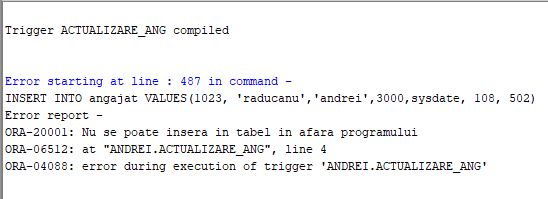 Trigger ACTUALIZARE_ANG compiled
Error starting at line : 487 in command -
INSERT INTO angajat VALUES(1023, 'raducanu','andrei',3000,sysdate, 108, 502)
Error report -
ORA-20001: Nu se poate insera in tabel in afara programului
ORA-06512: at "ANDREI.ACTUALIZARE_ANG", line 4
ORA-04088: error during execution of trigger 'ANDREI.ACTUALIZARE_ANG'